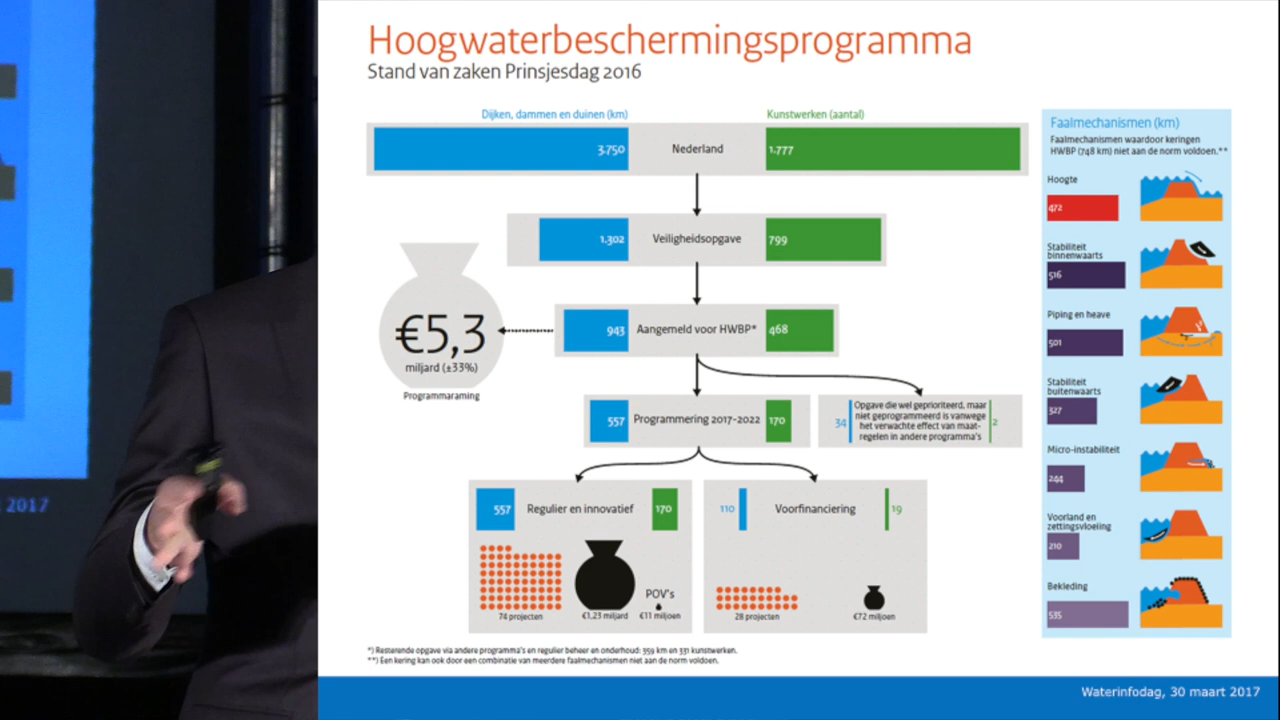 Hoogwaterbeschermingsprogramma
Stand van zaken Prinsjesdag 2016
Dijken, dammen en duinen (km)
Kunstwerken (aantal)
3.750
Nederland
1.777
1.302
Veiligheidsopgave
799
€5,3
miljard (±33%)
Programmaraming
943
Aangemeld voor HWBP*
468
557
Programmering 2017-2022
170
34
Opgave die wel geprioriteerd, maar
niet geprogrammeerd is vanwege
het verwachte effect van maat-
regelen in andere programma's
2
557
Regulier en innovatief
170
74 projecten
€1,23 miljard
POV's
€11 miljoen
110
Voorfinanciering
19
28 projecten
€72 miljoen
*) Resterende opgave via andere programma's en regulier beheer en onderhoud: 359 km en 331 kunstwerken.
**) Een kering kan ook door een combinatie van meerdere faalmechanismen niet aan de norm voldoen.
Faalmechanismen (km)
Faalmechanismen waardoor keringen
HWBP (748 km) niet aan de norm voldoen.**
Hoogte
472
Stabiliteit
binnenwaarts
516
Piping en heave
501
Stabiliteit
buitenwaarts
327
Micro-instabiliteit
244
Voorland en
zettingsvloeiing
210
Bekleding
535
Waterinfodag, 30 maart 2017
2017